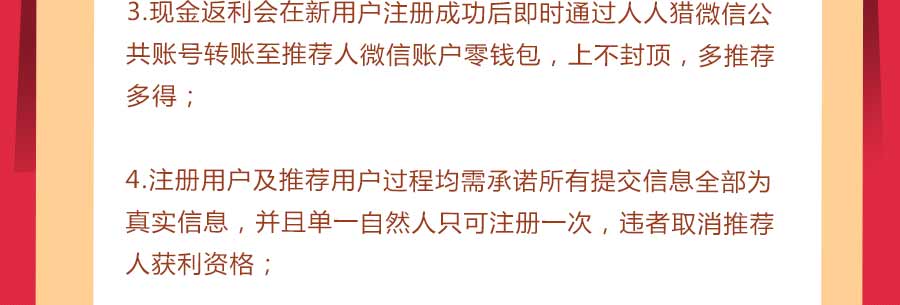 3.现金返利会在新用户注册成功后即时通过人人猎微信公
共账号转账至推荐人微信账户零钱包，上不封顶，多推荐
多得；
4.注册用户及推荐用户过程均需承诺所有提交信息全部为
真实信息，并且单一自然人只可注册一次，违者取消推荐
人获利资格；